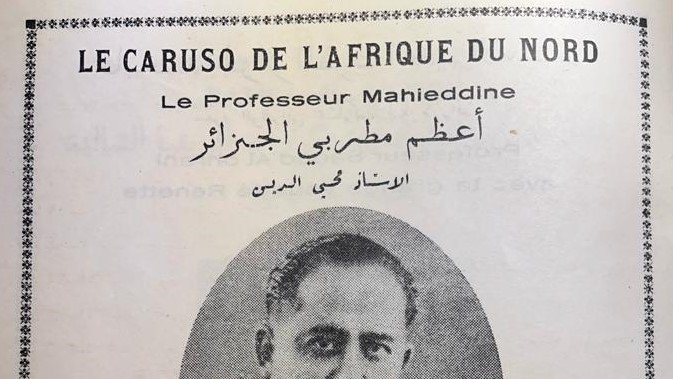 LE CARUSO DE L'AFRIQUE DU NORD
Le Professeur Mahieddine
أعظم مطربي الجزائر
الاستاذ محي الدين